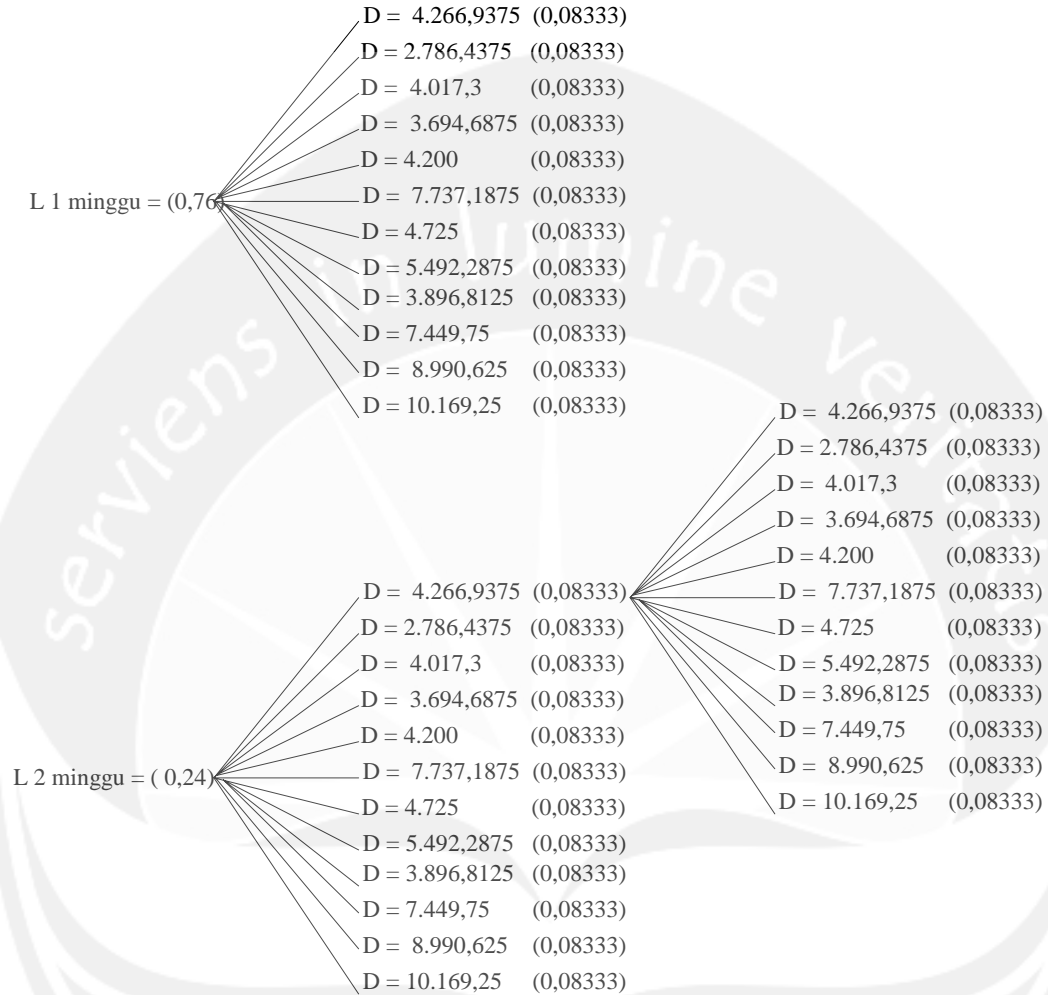 D = 4.266,9375 (0,08333)
D = 2.786,4375 (0,08333)
D = 4.017,3 (0,08333)
D = 3.694,6875 (0,08333)
D = 4.200 (0,08333)
L 1 minggu = (0,76)
D = 7.737,1875 (0,08333)
D = 4.725 (0,08333)
D = 5.492,2875 (0,08333)
D = 3.896,8125 (0,08333)
D = 7.449,75 (0,08333)
D = 8.990,625 (0,08333)
D = 10.169,25 (0,08333)
L 2 minggu = ( 0,24)
D = 4.266,9375 (0,08333)
D = 2.786,4375 (0,08333)
D = 4.017,3 (0,08333)
D = 3.694,6875 (0,08333)
D = 4.200 (0,08333)
D = 7.737,1875 (0,08333)
D = 4.725 (0,08333)
D = 5.492,2875 (0,08333)
D = 3.896,8125 (0,08333)
D = 7.449,75 (0,08333)
D = 8.990,625 (0,08333)
D = 10.169,25 (0,08333)
D = 4.266,9375 (0,08333)
D = 2.786,4375 (0,08333)
D = 4.017,3 (0,08333)
D = 3.694,6875 (0,08333)
D = 4.200 (0,08333)
D = 7.737,1875 (0,08333)
D = 4.725 (0,08333)
D = 5.492,2875 (0,08333)
D = 3.896,8125 (0,08333)
D = 7.449,75 (0,08333)
D = 8.990,625 (0,08333)
D = 10.169,25 (0,08333)
serviens in lumine veritatis